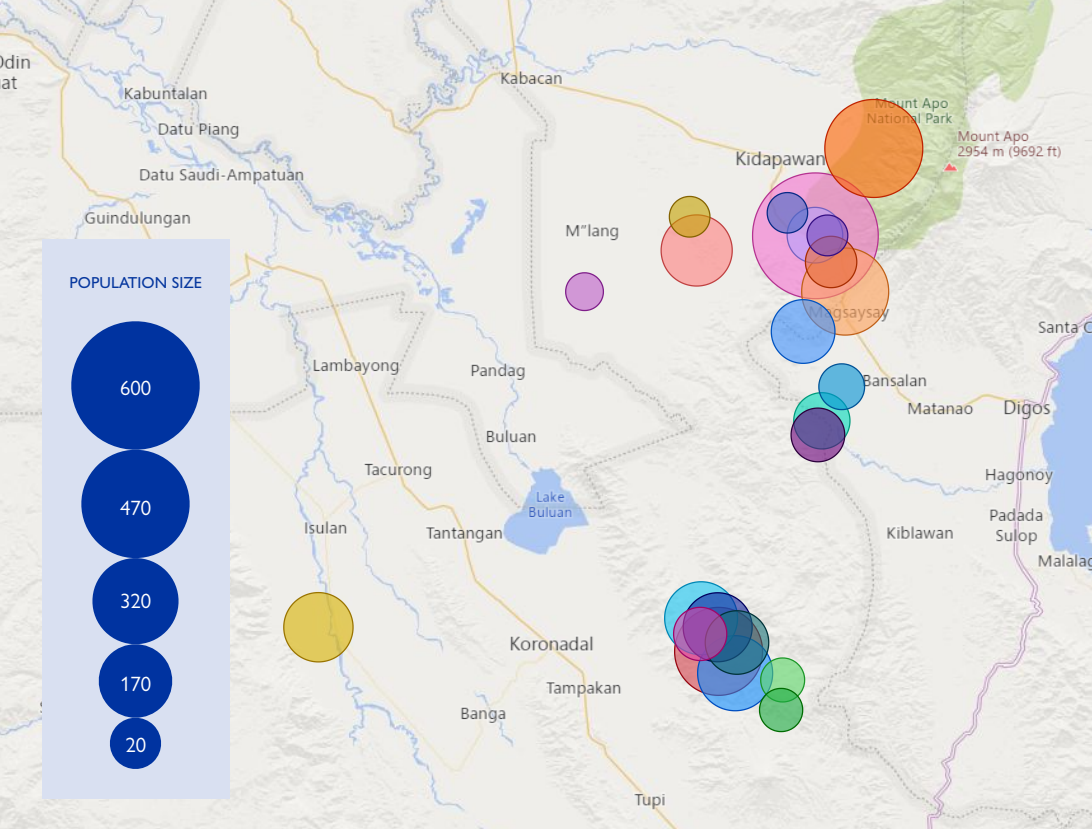 Kabacan
Odin
at
Kabuntalan
Mount Apo
National Park
Datu Piang
Mount Apo
2954 m (9692 ft)
Kidapawan
Datu Saudi-Ampatuan
Guindulungan
M"lang
POPULATION SIZE
Magsaysay
Santa C
Lambayong
Pandag
600
Bansalan
Matanao
Digos
Buluan
Tacurong
Hagonoy
Lake
Buluan
470
Isulan
Tantangan
Padada
Sulop
Kiblawan
Malalag
320
Koronadal
170
Tampakan
Banga
20
Tupi